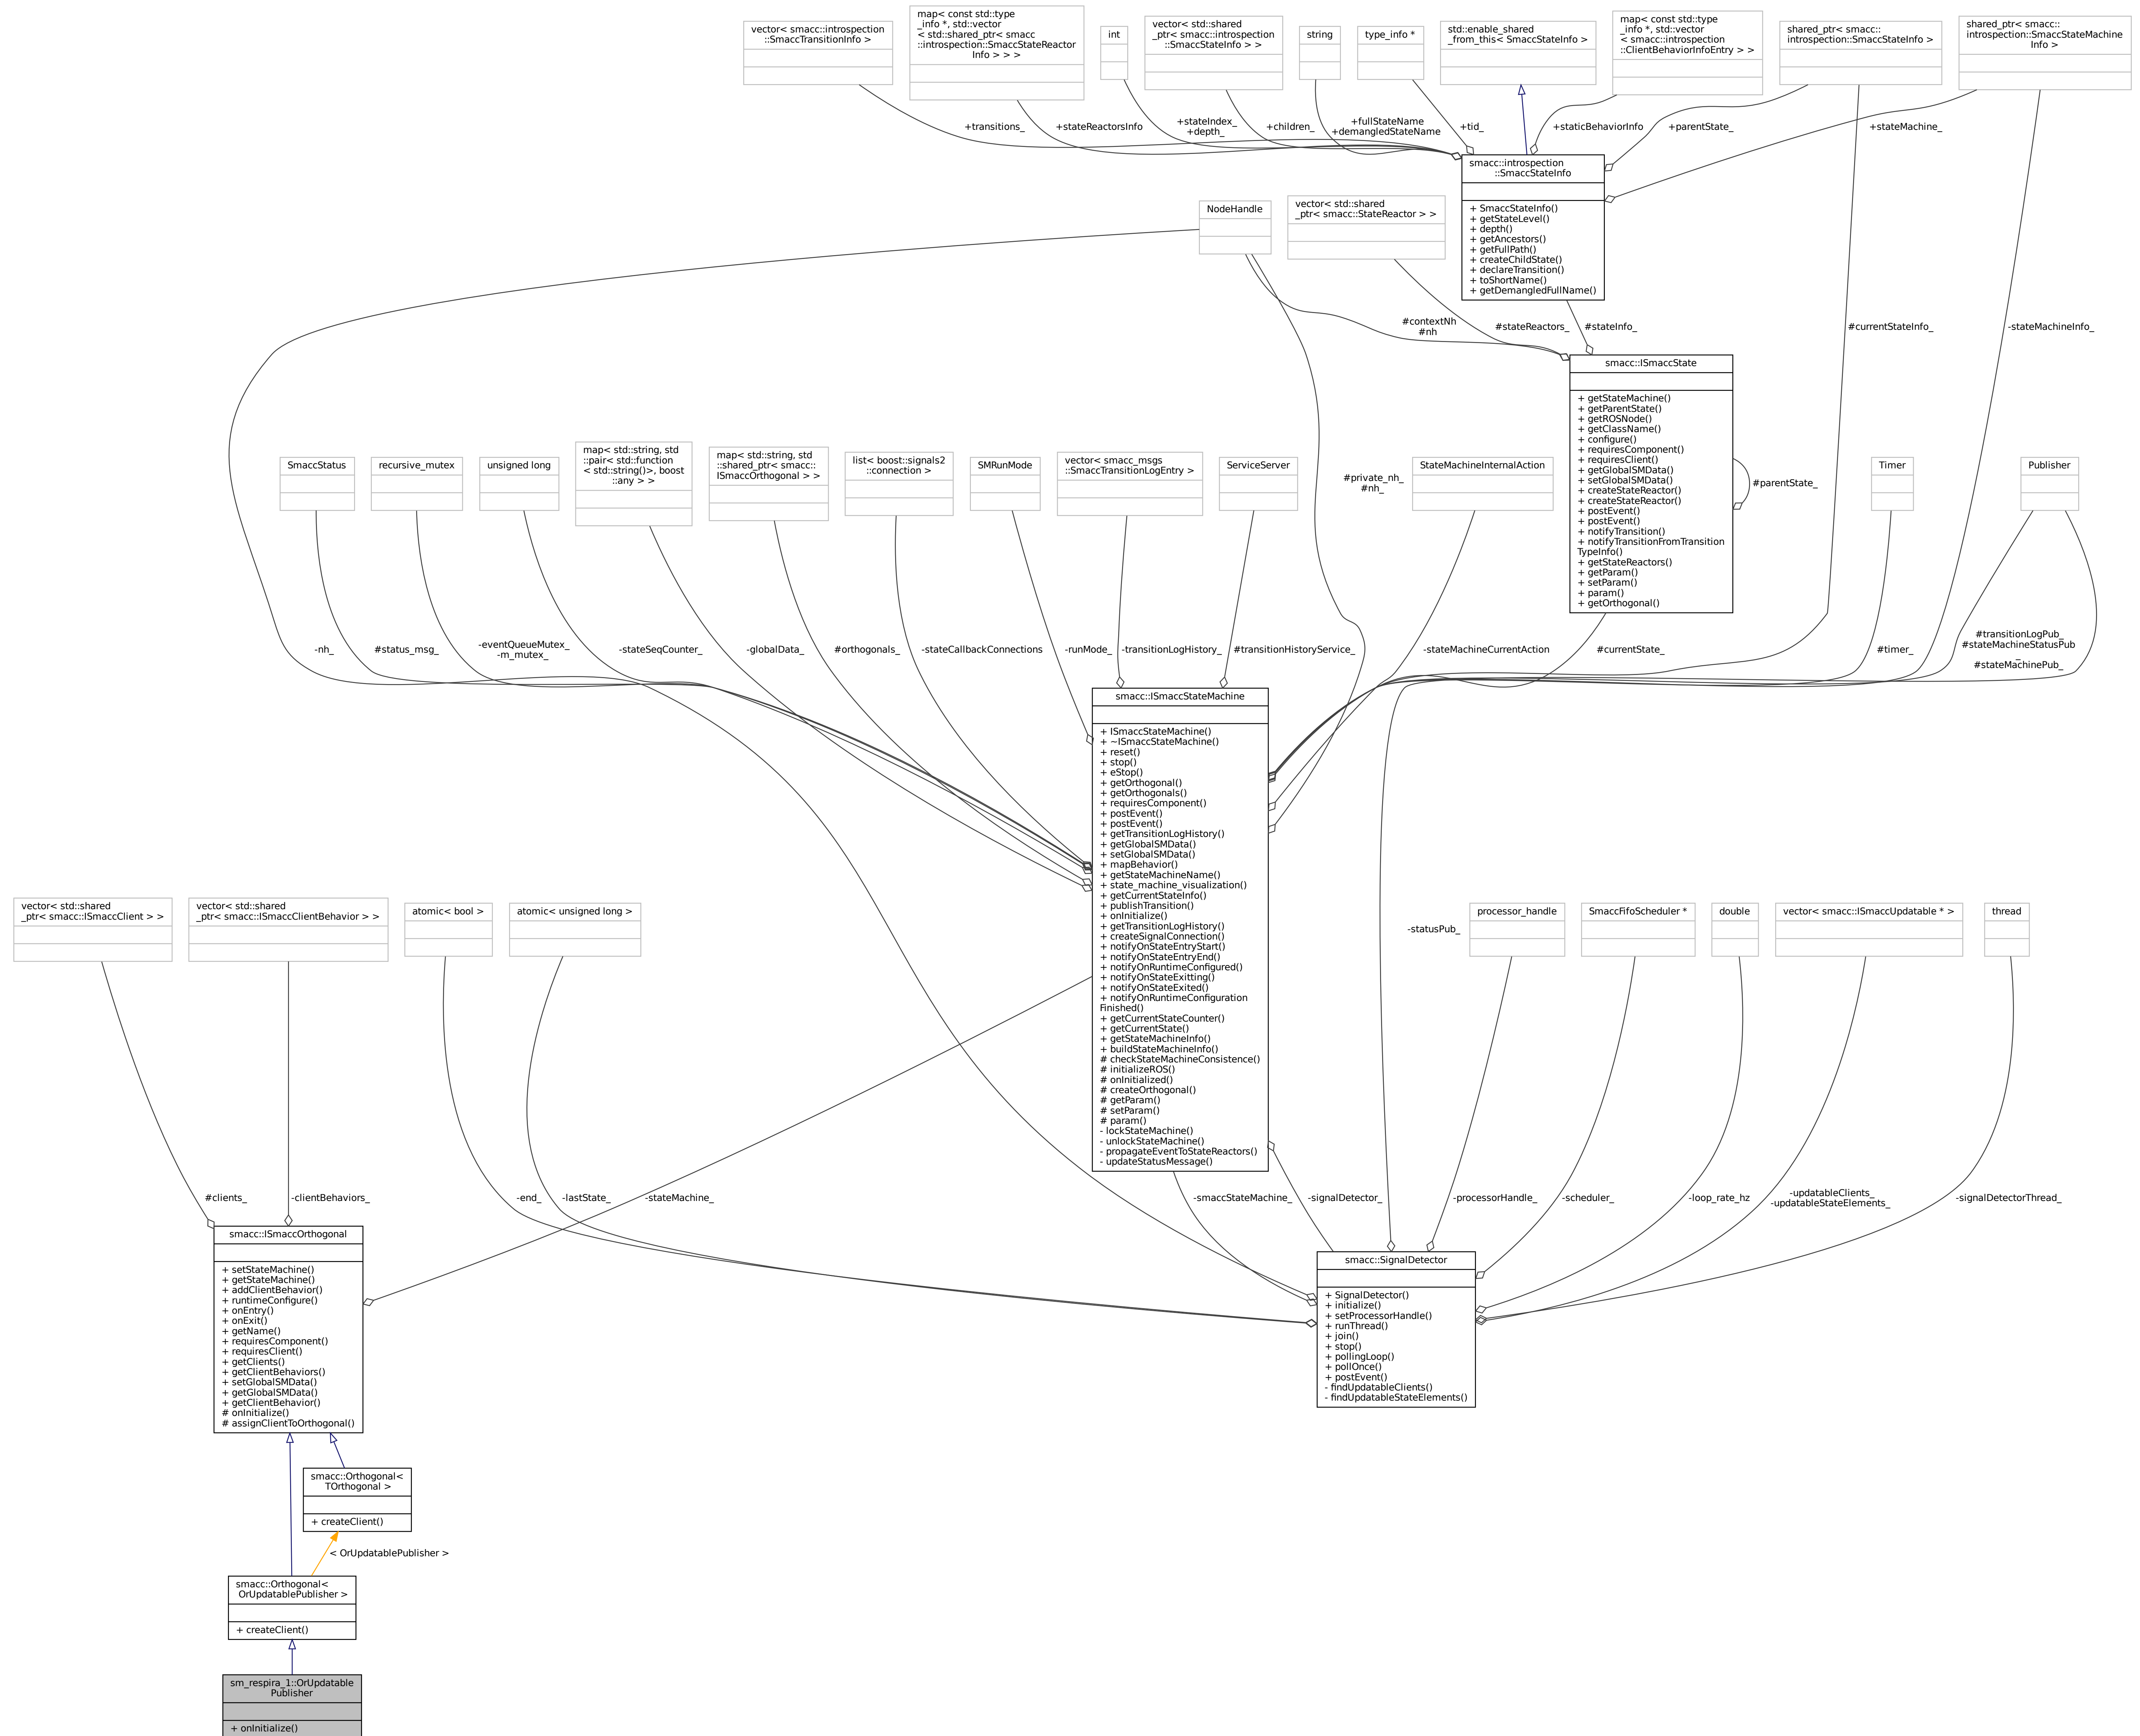 vector< smacc::introspection
::SmaccTransitionInfo >
map< const std::type
_info *, std::vector
< std::shared_ptr< smacc
::introspection::SmaccStateReactor
Info > > >
int
vector< std::shared
_ptr< smacc::introspection
::SmaccStateInfo > >
string
type_info *
std::enable_shared
_from_this< SmaccStateInfo >
map< const std::type
_info *, std::vector
< smacc::introspection
::ClientBehaviorInfoEntry > >
shared_ptr< smacc::
introspection::SmaccStateInfo >
shared_ptr< smacc::
introspection::SmaccStateMachine
Info >
+transitions_
+stateReactorsInfo
+stateIndex_
+depth_
+children_
+fullStateName
+demangledStateName
+tid_
+staticBehaviorInfo
+parentState_
+stateMachine_
smacc::introspection
::SmaccStateInfo
+ SmaccStateInfo()
+ getStateLevel()
+ depth()
+ getAncestors()
+ getFullPath()
+ createChildState()
+ declareTransition()
+ toShortName()
+ getDemangledFullName()
NodeHandle
vector< std::shared
_ptr< smacc::StateReactor > >
#contextNh
#nh
#stateReactors_
#stateInfo_
#currentStateInfo_
-stateMachineInfo_
smacc::ISmaccState
+ getStateMachine()
+ getParentState()
+ getROSNode()
+ getClassName()
+ configure()
+ requiresComponent()
+ requiresClient()
+ getGlobalSMData()
+ setGlobalSMData()
+ createStateReactor()
+ createStateReactor()
+ postEvent()
+ postEvent()
+ notifyTransition()
+ notifyTransitionFromTransition
TypeInfo()
+ getStateReactors()
+ getParam()
+ setParam()
+ param()
+ getOrthogonal()
#parentState_
SmaccStatus
recursive_mutex
unsigned long
map< std::string, std
::pair< std::function
< std::string()>, boost
::any > >
map< std::string, std
::shared_ptr< smacc::
ISmaccOrthogonal > >
list< boost::signals2
::connection >
SMRunMode
vector< smacc_msgs
::SmaccTransitionLogEntry >
ServiceServer
#private_nh_
#nh_
StateMachineInternalAction
Timer
Publisher
-nh_
#status_msg_
-eventQueueMutex_
-m_mutex_
-stateSeqCounter_
-globalData_
#orthogonals_
-stateCallbackConnections
-runMode_
-transitionLogHistory_
#transitionHistoryService_
-stateMachineCurrentAction
#currentState_
#timer_
#transitionLogPub_
#stateMachineStatusPub
_
#stateMachinePub_
smacc::ISmaccStateMachine
+ ISmaccStateMachine()
+ ~ISmaccStateMachine()
+ reset()
+ stop()
+ eStop()
+ getOrthogonal()
+ getOrthogonals()
+ requiresComponent()
+ postEvent()
+ postEvent()
+ getTransitionLogHistory()
+ getGlobalSMData()
+ setGlobalSMData()
+ mapBehavior()
+ getStateMachineName()
+ state_machine_visualization()
+ getCurrentStateInfo()
+ publishTransition()
+ onInitialize()
+ getTransitionLogHistory()
+ createSignalConnection()
+ notifyOnStateEntryStart()
+ notifyOnStateEntryEnd()
+ notifyOnRuntimeConfigured()
+ notifyOnStateExitting()
+ notifyOnStateExited()
+ notifyOnRuntimeConfiguration
Finished()
+ getCurrentStateCounter()
+ getCurrentState()
+ getStateMachineInfo()
+ buildStateMachineInfo()
# checkStateMachineConsistence()
# initializeROS()
# onInitialized()
# createOrthogonal()
# getParam()
# setParam()
# param()
- lockStateMachine()
- unlockStateMachine()
- propagateEventToStateReactors()
- updateStatusMessage()
vector< std::shared
_ptr< smacc::ISmaccClient > >
vector< std::shared
_ptr< smacc::ISmaccClientBehavior > >
atomic< bool >
atomic< unsigned long >
-statusPub_
processor_handle
SmaccFifoScheduler *
double
vector< smacc::ISmaccUpdatable * >
thread
#clients_
-clientBehaviors_
-end_
-lastState_
-stateMachine_
-smaccStateMachine_
-signalDetector_
-processorHandle_
-scheduler_
-loop_rate_hz
-updatableClients_
-updatableStateElements_
-signalDetectorThread_
smacc::ISmaccOrthogonal
+ setStateMachine()
+ getStateMachine()
+ addClientBehavior()
+ runtimeConfigure()
+ onEntry()
+ onExit()
+ getName()
+ requiresComponent()
+ requiresClient()
+ getClients()
+ getClientBehaviors()
+ setGlobalSMData()
+ getGlobalSMData()
+ getClientBehavior()
# onInitialize()
# assignClientToOrthogonal()
smacc::SignalDetector
+ SignalDetector()
+ initialize()
+ setProcessorHandle()
+ runThread()
+ join()
+ stop()
+ pollingLoop()
+ pollOnce()
+ postEvent()
- findUpdatableClients()
- findUpdatableStateElements()
smacc::Orthogonal<
TOrthogonal >
+ createClient()
< OrUpdatablePublisher >
smacc::Orthogonal<
OrUpdatablePublisher >
+ createClient()
sm_respira_1::OrUpdatable
Publisher
+ onInitialize()